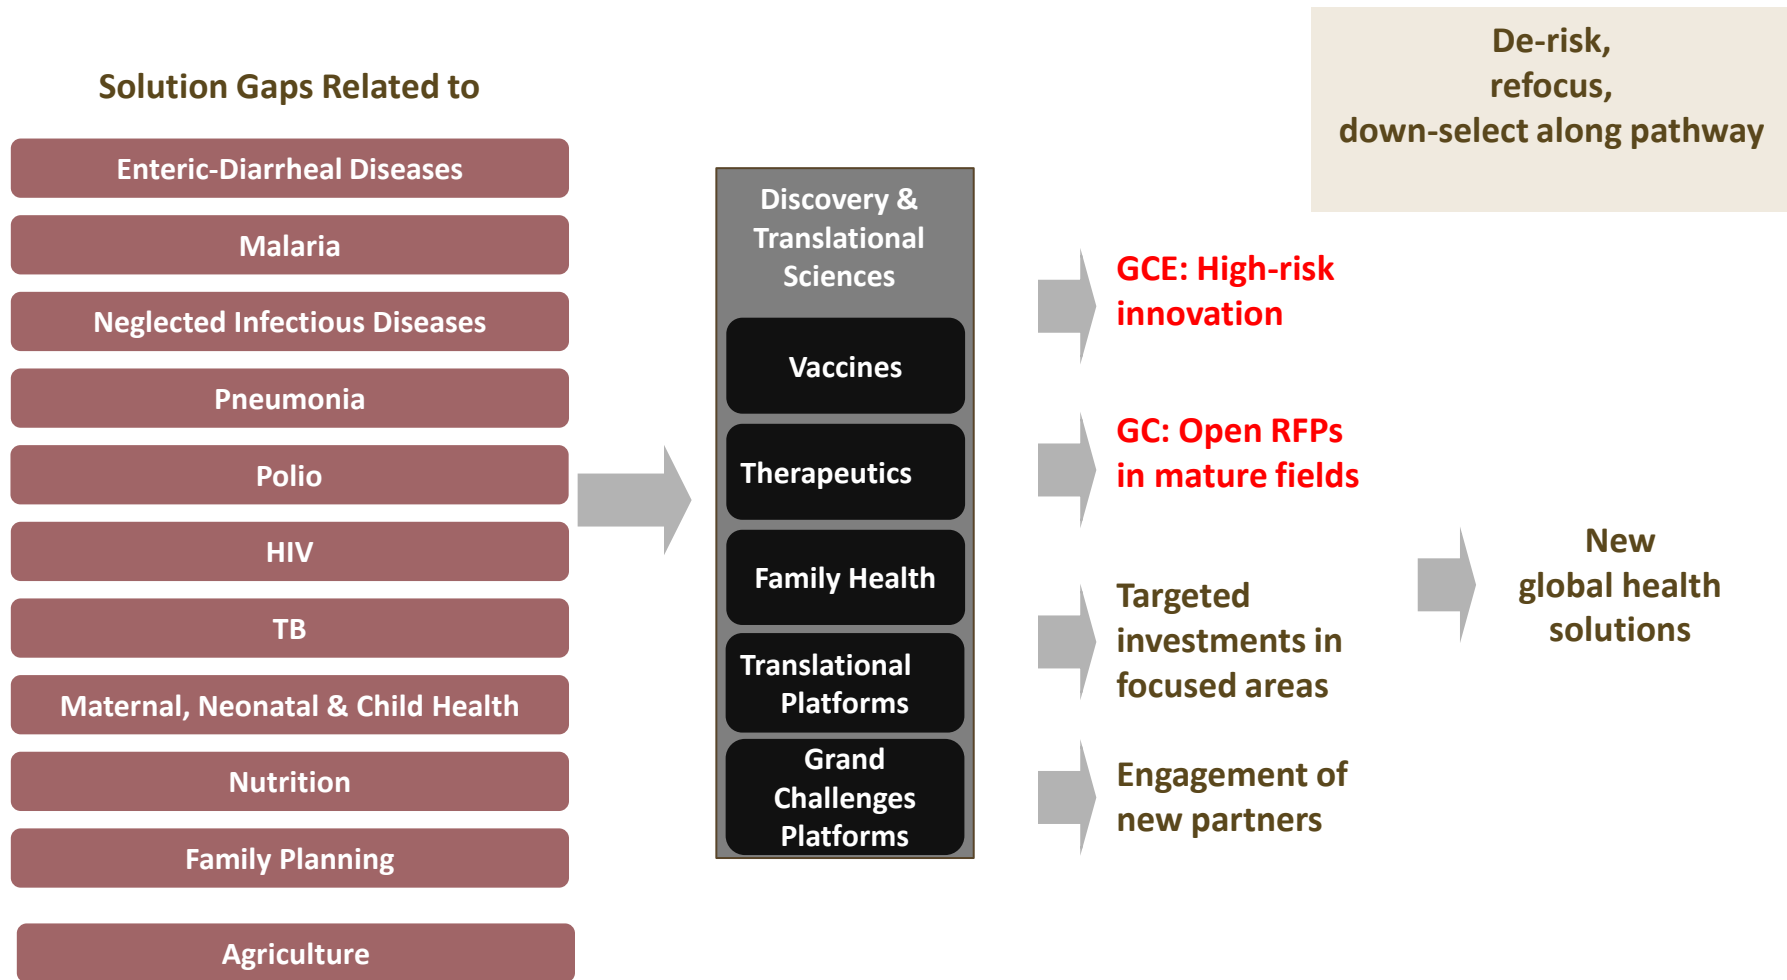 Solution Gaps Related to
Enteric-Diarrheal Diseases
Malaria
Neglected Infectious Diseases
Pneumonia
Polio
HIV
TB
Maternal, Neonatal & Child Health
Nutrition
Family Planning
Agriculture
Discovery &
Translational
Sciences
Vaccines
Therapeutics
Family Health
Translational
Platforms
Grand
Challenges
Platforms
GCE: High-risk
innovation
GC: Open RFPs
in mature fields
Targeted
investments in
focused areas
Engagement of
new partners
De-risk,
refocus,
down-select along pathway
New
global health
solutions